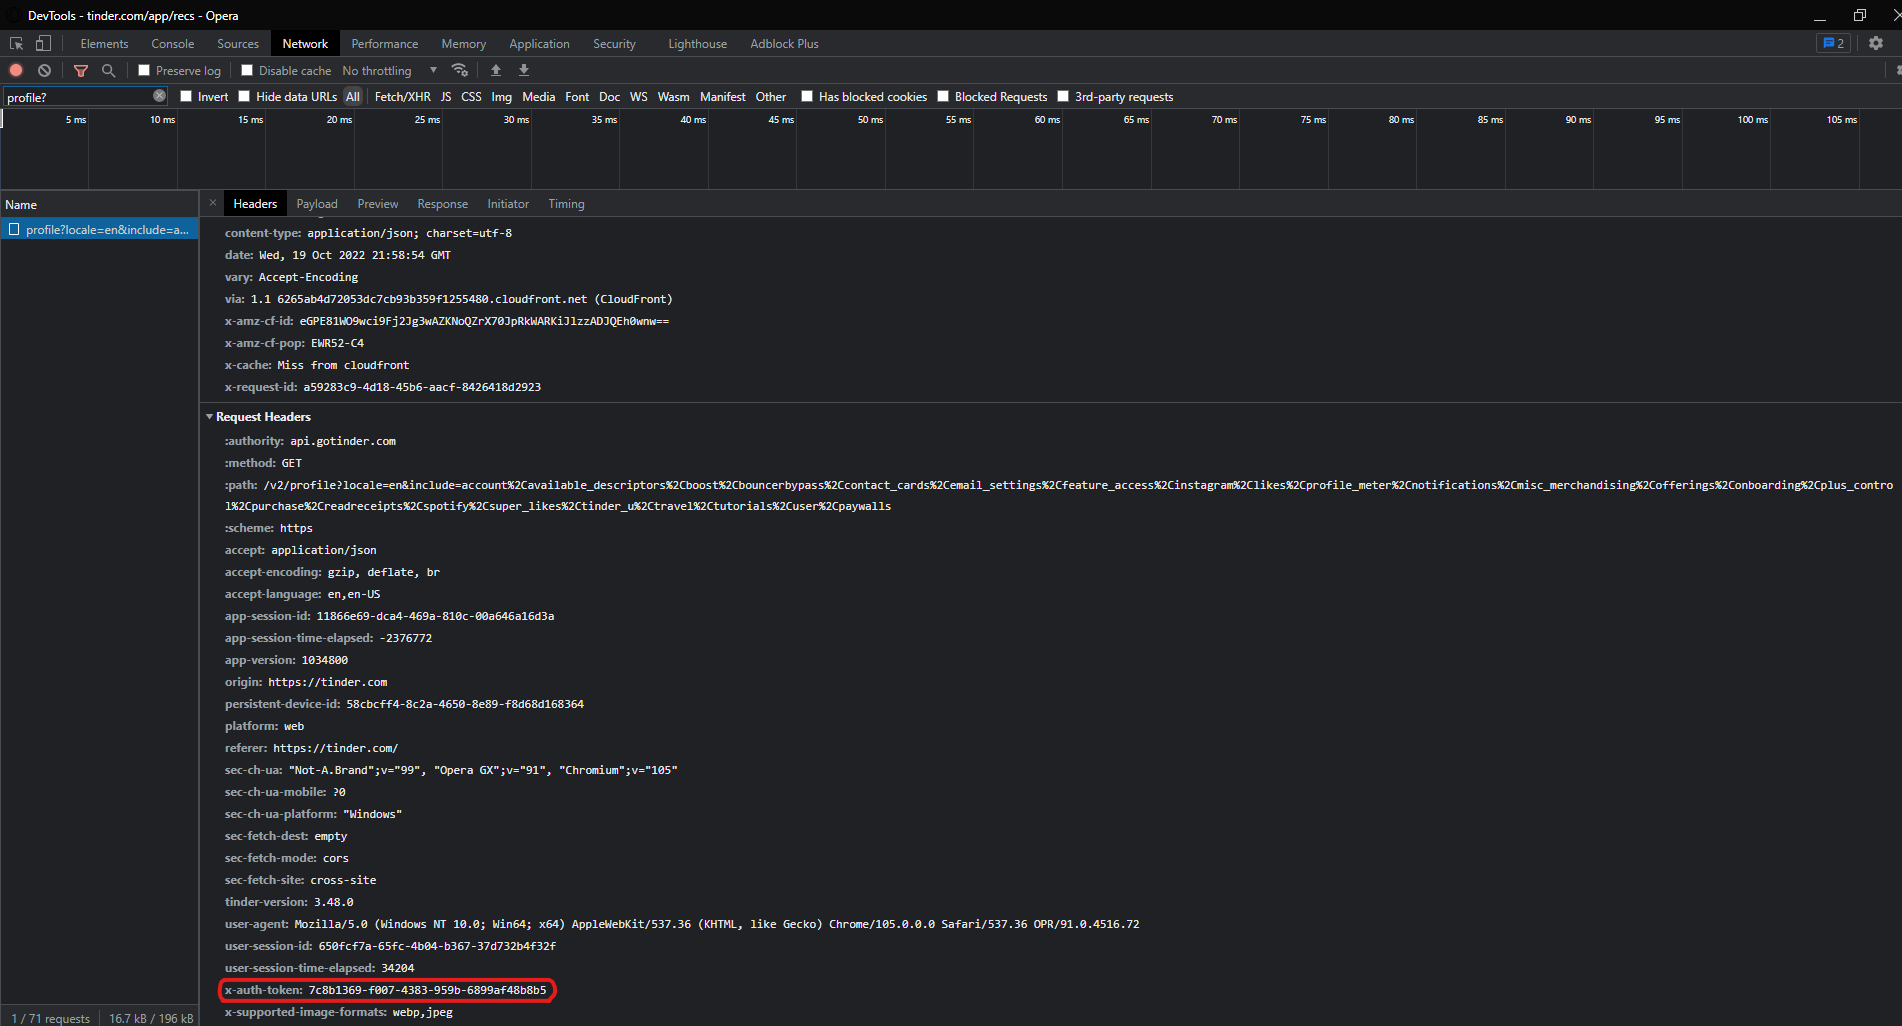 DevTools - tinder.com/app/recs - Opera
Elements Console Sources Network Performance Memory Application Security Lighthouse Adblock Plus 2
Preserve log Disable cache No throttling
profile? Invert Hide data URLs All Fetch/XHR JS CSS Img Media Font Doc WS Wasm Manifest Other Has blocked cookies Blocked Requests 3rd-party requests
5 ms 10 ms 15 ms 20 ms 25 ms 30 ms 35 ms 40 ms 45 ms 50 ms 55 ms 60 ms 65 ms 70 ms 75 ms 80 ms 85 ms 90 ms 95 ms 100 ms 105 ms
Name
profile?locale=en&include=a...
Headers Payload Preview Response Initiator Timing
content-type: application/json; charset=utf-8
date: Wed, 19 Oct 2022 21:58:54 GMT
vary: Accept-Encoding
via: 1.1 6265ab4d72053dc7cb93b359f1255480.cloudfront.net (CloudFront)
x-amz-cf-id: eGPE81WO9wci9Fj2Jg3wAZKNoQZrX70JpRkWARKiJlzzADJQEh0wnw==
x-amz-cf-pop: EWR52-C4
x-cache: Miss from cloudfront
x-request-id: a59283c9-4d18-45b6-aacf-8426418d2923
Request Headers
:authority: api.gotinder.com
:method: GET
:path: /v2/profile?locale=en&include=account%2Cavailable_descriptors%2Cboost%2Cbouncerbypass%2Ccontact_cards%2Cemail_settings%2Cfeature_access%2Cinstagram%2Clikes%2Cprofile_meter%2Cnotifications%2Cmisc_merchandising%2Cofferings%2Conboarding%2Cplus_contro
l%2Cpurchase%2Creadreceipts%2Cspotify%2Csuper_likes%2Ctinder_u%2Ctravel%2Ctutorials%2Cuser%2Cpaywalls
:scheme: https
accept: application/json
accept-encoding: gzip, deflate, br
accept-language: en,en-US
app-session-id: 11866e69-dca4-469a-810c-00a646a16d3a
app-session-time-elapsed: -2376772
app-version: 1034800
origin: https://tinder.com
persistent-device-id: 58cbcff4-8c2a-4650-8e89-f8d68d168364
platform: web
referer: https://tinder.com/
sec-ch-ua: "Not-A.Brand";v="99", "Opera GX";v="91", "Chromium";v="105"
sec-ch-ua-mobile: ?0
sec-ch-ua-platform: "Windows"
sec-fetch-dest: empty
sec-fetch-mode: cors
sec-fetch-site: cross-site
tinder-version: 3.48.0
user-agent: Mozilla/5.0 (Windows NT 10.0; Win64; x64) AppleWebKit/537.36 (KHTML, like Gecko) Chrome/105.0.0.0 Safari/537.36 OPR/91.0.4516.72
user-session-id: 650fcf7a-65fc-4b04-b367-37d732b4f32f
user-session-time-elapsed: 34204
x-auth-token: 7c8b1369-f007-4383-959b-6899af48b8b5
x-supported-image-formats: webp,jpeg
1 / 71 requests 16.7 kB / 196 kB